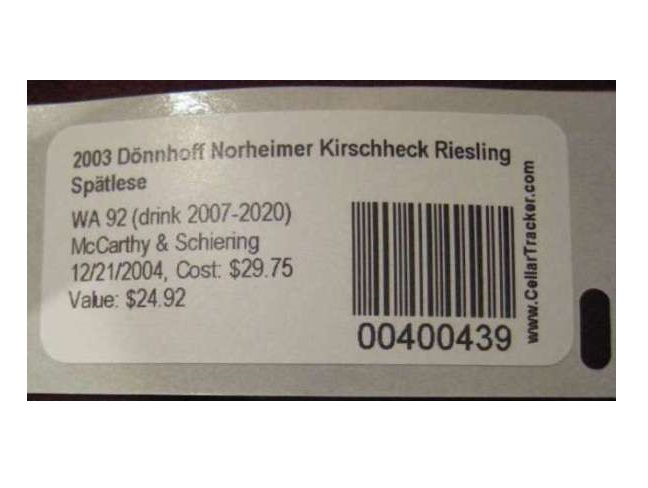 2003 Dönnhoff Norheimer Kirschheck Riesling
Spätlese
WA 92 (drink 2007-2020)
McCarthy & Schiering
12/21/2004, Cost: $29.75
Value: $24.92
00400439
www.CellarTracker.com